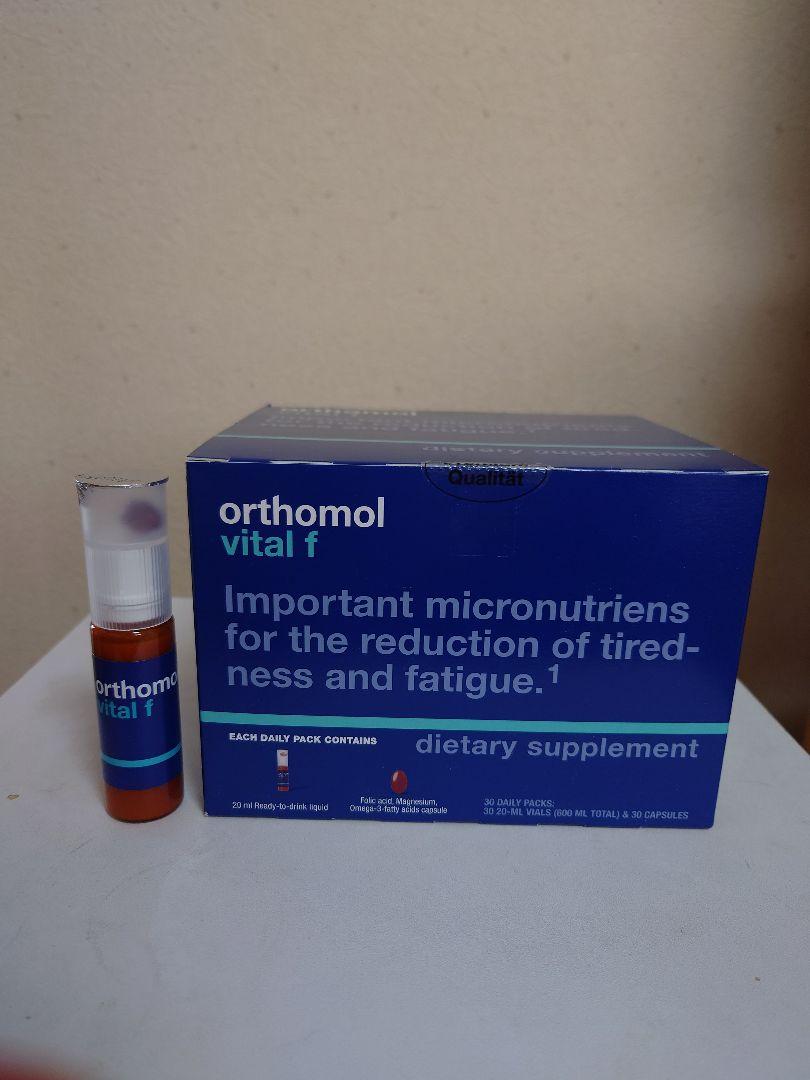 orthomol
dietary supplement
Qualität
orthomol
vital f
Important micronutriens
for the reduction of tired-
ness and fatigue.¹
dietary supplement
EACH DAILY PACK CONTAINS
20 ml Ready-to-drink liquid
Folic acid, Magnesium,
Omega-3-fatty acids capsule
30 DAILY PACKS:
30 20-ML VIALS (600 ML TOTAL) & 30 CAPSULES
orthomo
vital f